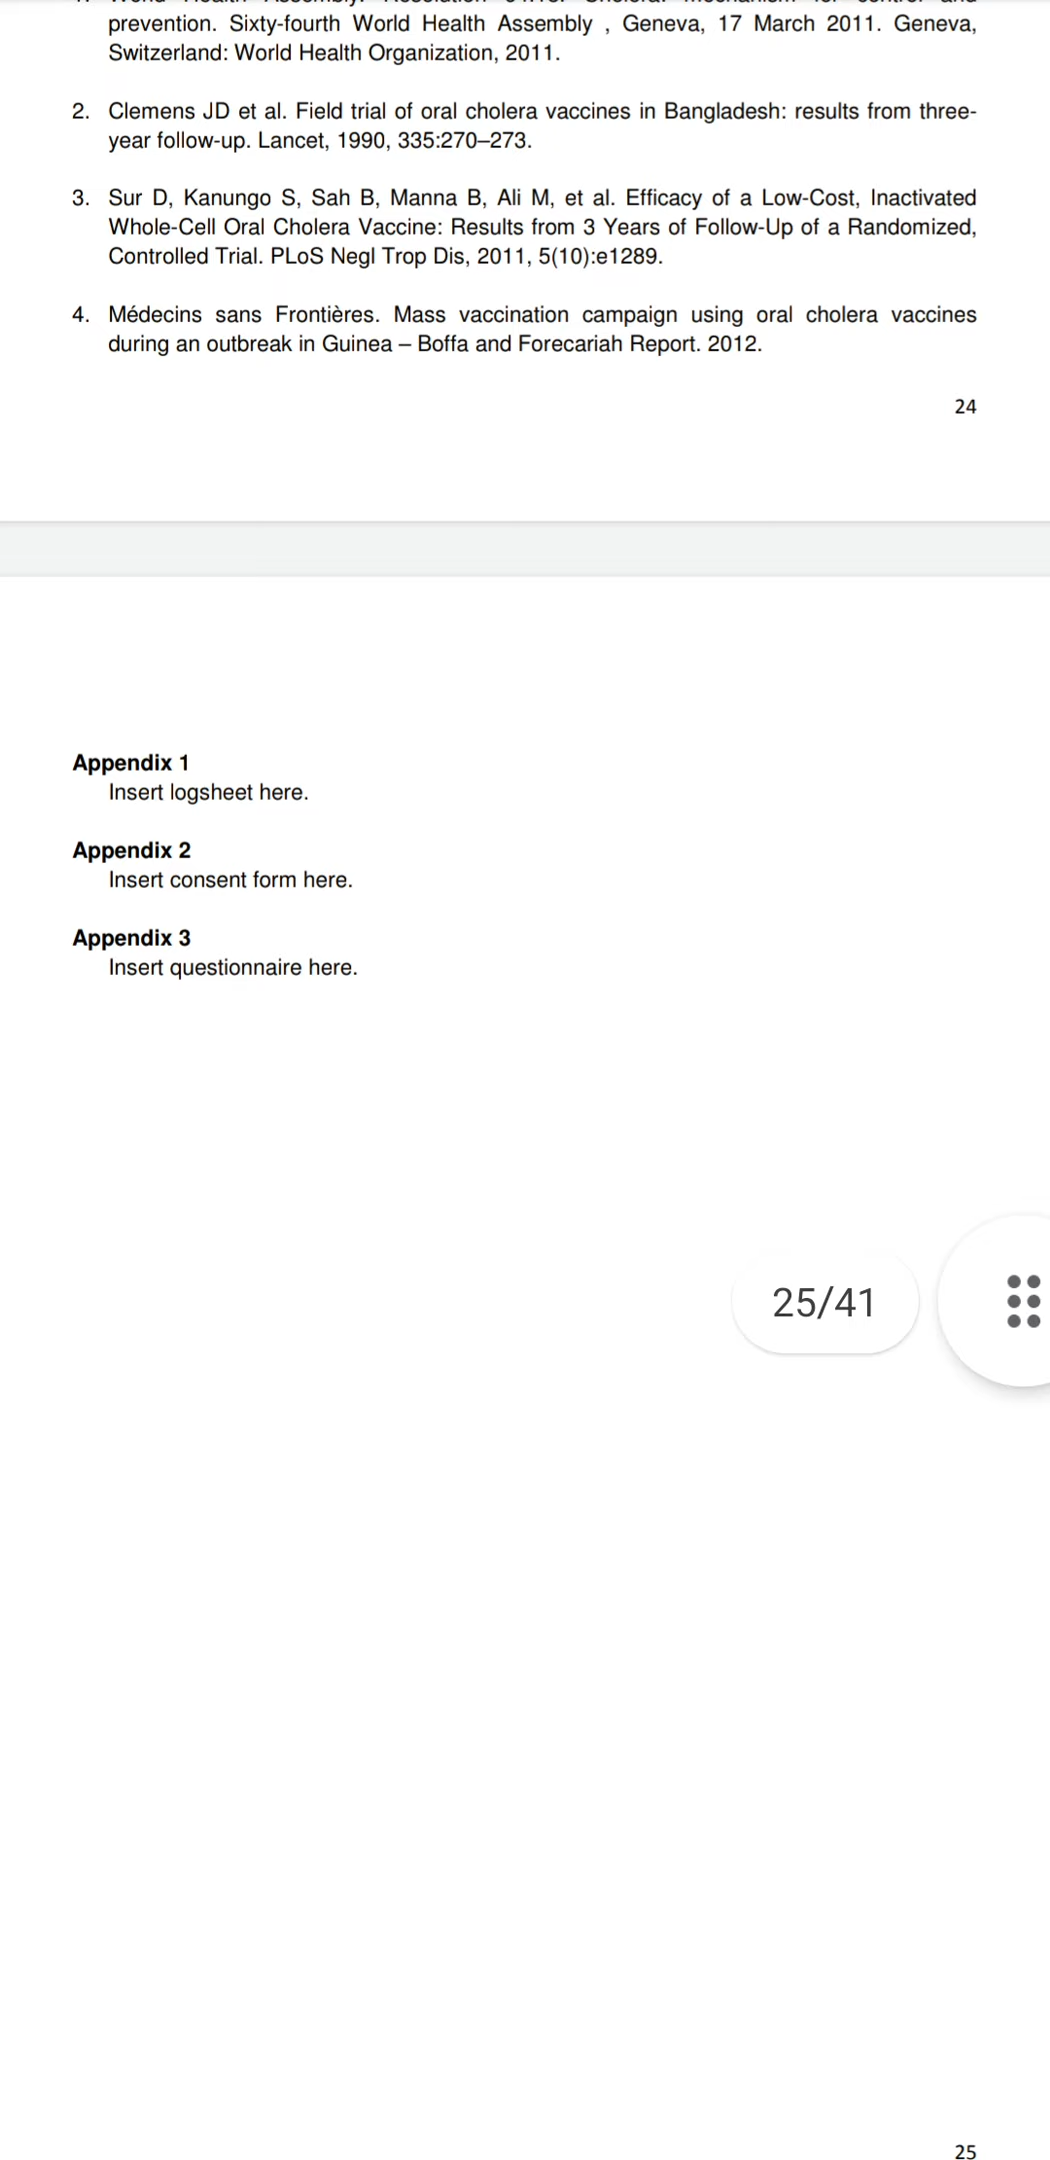 prevention. Sixty-fourth World Health Assembly , Geneva, 17 March 2011. Geneva,
Switzerland: World Health Organization, 2011.
2. Clemens JD et al. Field trial of oral cholera vaccines in Bangladesh: results from three-
year follow-up. Lancet, 1990, 335:270–273.
3. Sur D, Kanungo S, Sah B, Manna B, Ali M, et al. Efficacy of a Low-Cost, Inactivated
Whole-Cell Oral Cholera Vaccine: Results from 3 Years of Follow-Up of a Randomized,
Controlled Trial. PLoS Negl Trop Dis, 2011, 5(10):e1289.
4. Médecins sans Frontières. Mass vaccination campaign using oral cholera vaccines
during an outbreak in Guinea – Boffa and Forecariah Report. 2012.
24
Appendix 1
Insert logsheet here.
Appendix 2
Insert consent form here.
Appendix 3
Insert questionnaire here.
25/41
25